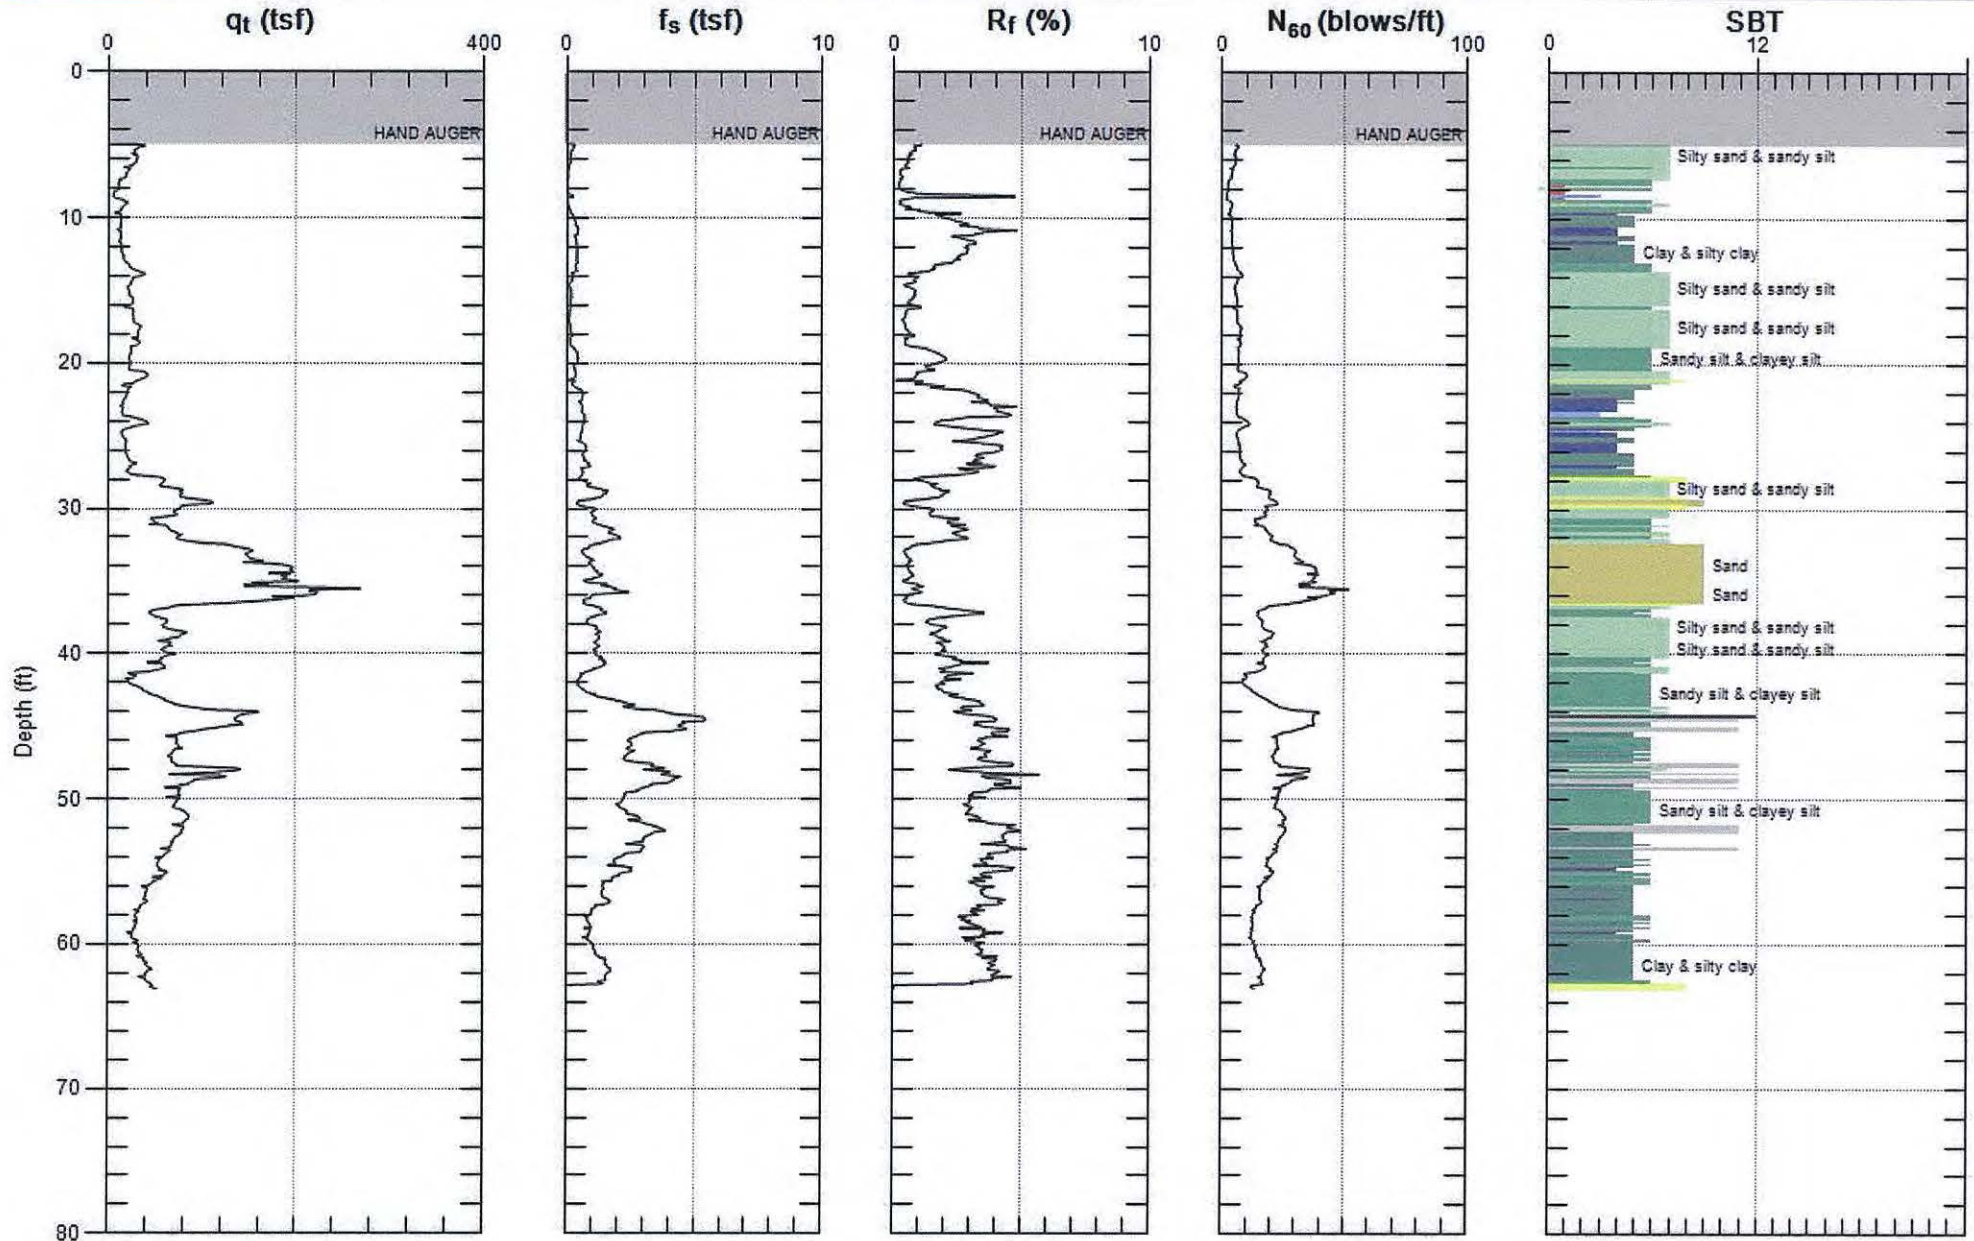 qt (tsf)
fs (tsf)
Rf (%)
N60 (blows/ft)
SBT
0 400
0 10
0 10
0 100
0 12
0
HAND AUGER
HAND AUGER
HAND AUGER
HAND AUGER
Silty sand & sandy silt
10
Clay & silty clay
Silty sand & sandy silt
Silty sand & sandy silt
20
Sandy silt & clayey silt
Silty sand & sandy silt
30
Sand
Sand
Silty sand & sandy silt
40
Silty sand & sandy silt
Sandy silt & clayey silt
Depth (ft)
50
Sandy silt & clayey silt
60
Clay & silty clay
70
80